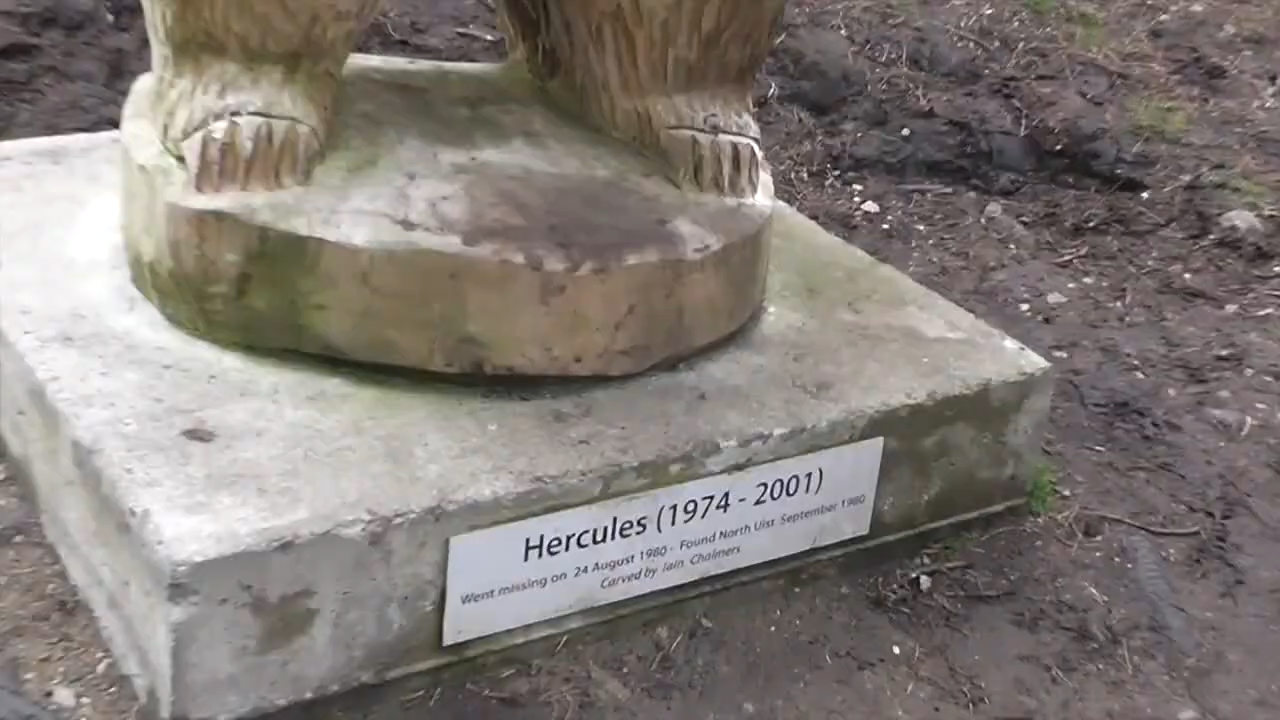 Hercules (1974 - 2001)
Went missing on 24 August 1980 - Found North Uist September 1980
Carved by Iain Chalmers